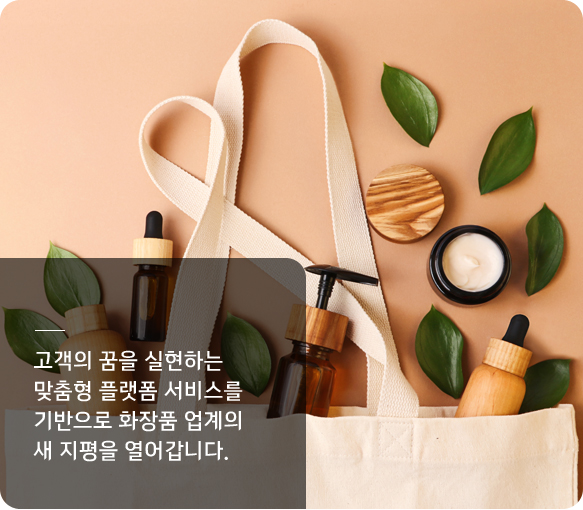 고객의 꿈을 실현하는
맞춤형 플랫폼 서비스를
기반으로 화장품 업계의
새 지평을 열어갑니다.